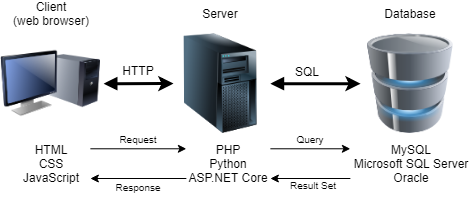 Client
(web browser)
Server
Database
HTTP
SQL
HTML
CSS
JavaScript
Request
Response
PHP
Python
ASP.NET Core
Query
Result Set
MySQL
Microsoft SQL Server
Oracle